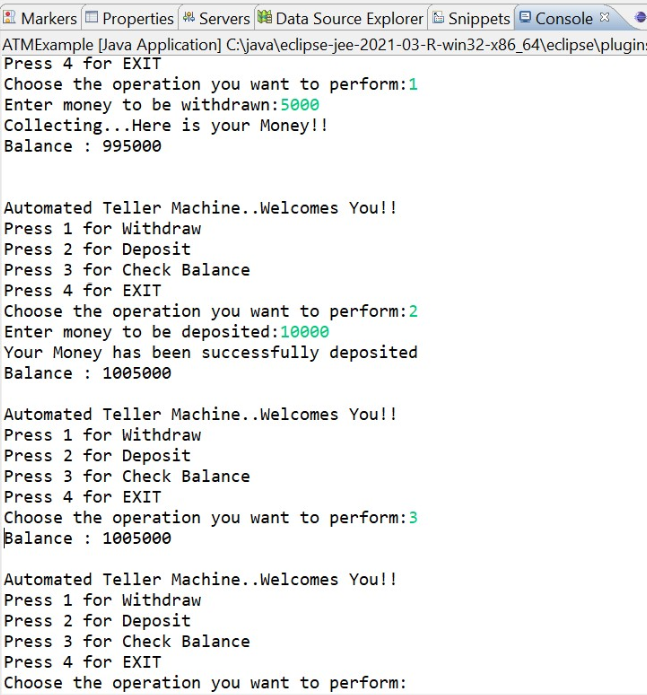 Markers Properties Servers Data Source Explorer Snippets Console
ATMExample [Java Application] C:\java\eclipse-jee-2021-03-R-win32-x86_64\eclipse\plugins
Press 4 for EXIT
Choose the operation you want to perform:1
Enter money to be withdrawn:5000
Collecting...Here is your Money!!
Balance : 995000
Automated Teller Machine..Welcomes You!!
Press 1 for Withdraw
Press 2 for Deposit
Press 3 for Check Balance
Press 4 for EXIT
Choose the operation you want to perform:2
Enter money to be deposited:10000
Your Money has been successfully deposited
Balance : 1005000
Automated Teller Machine..Welcomes You!!
Press 1 for Withdraw
Press 2 for Deposit
Press 3 for Check Balance
Press 4 for EXIT
Choose the operation you want to perform:3
Balance : 1005000
Automated Teller Machine..Welcomes You!!
Press 1 for Withdraw
Press 2 for Deposit
Press 3 for Check Balance
Press 4 for EXIT
Choose the operation you want to perform: